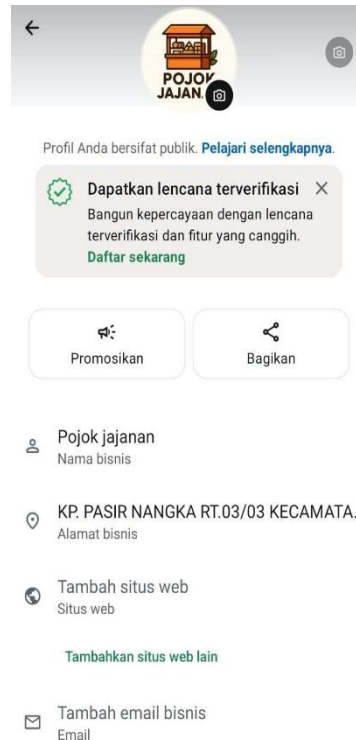 POJOK
JAJAN.
Profil Anda bersifat publik. Pelajari selengkapnya.
Dapatkan lencana terverifikasi
Bangun kepercayaan dengan lencana
terverifikasi dan fitur yang canggih.
Daftar sekarang
Promosikan
Bagikan
Pojok jajanan
Nama bisnis
KP. PASIR NANGKA RT.03/03 KECAMATA.
Alamat bisnis
Tambah situs web
Situs web
Tambahkan situs web lain
Tambah email bisnis
Email